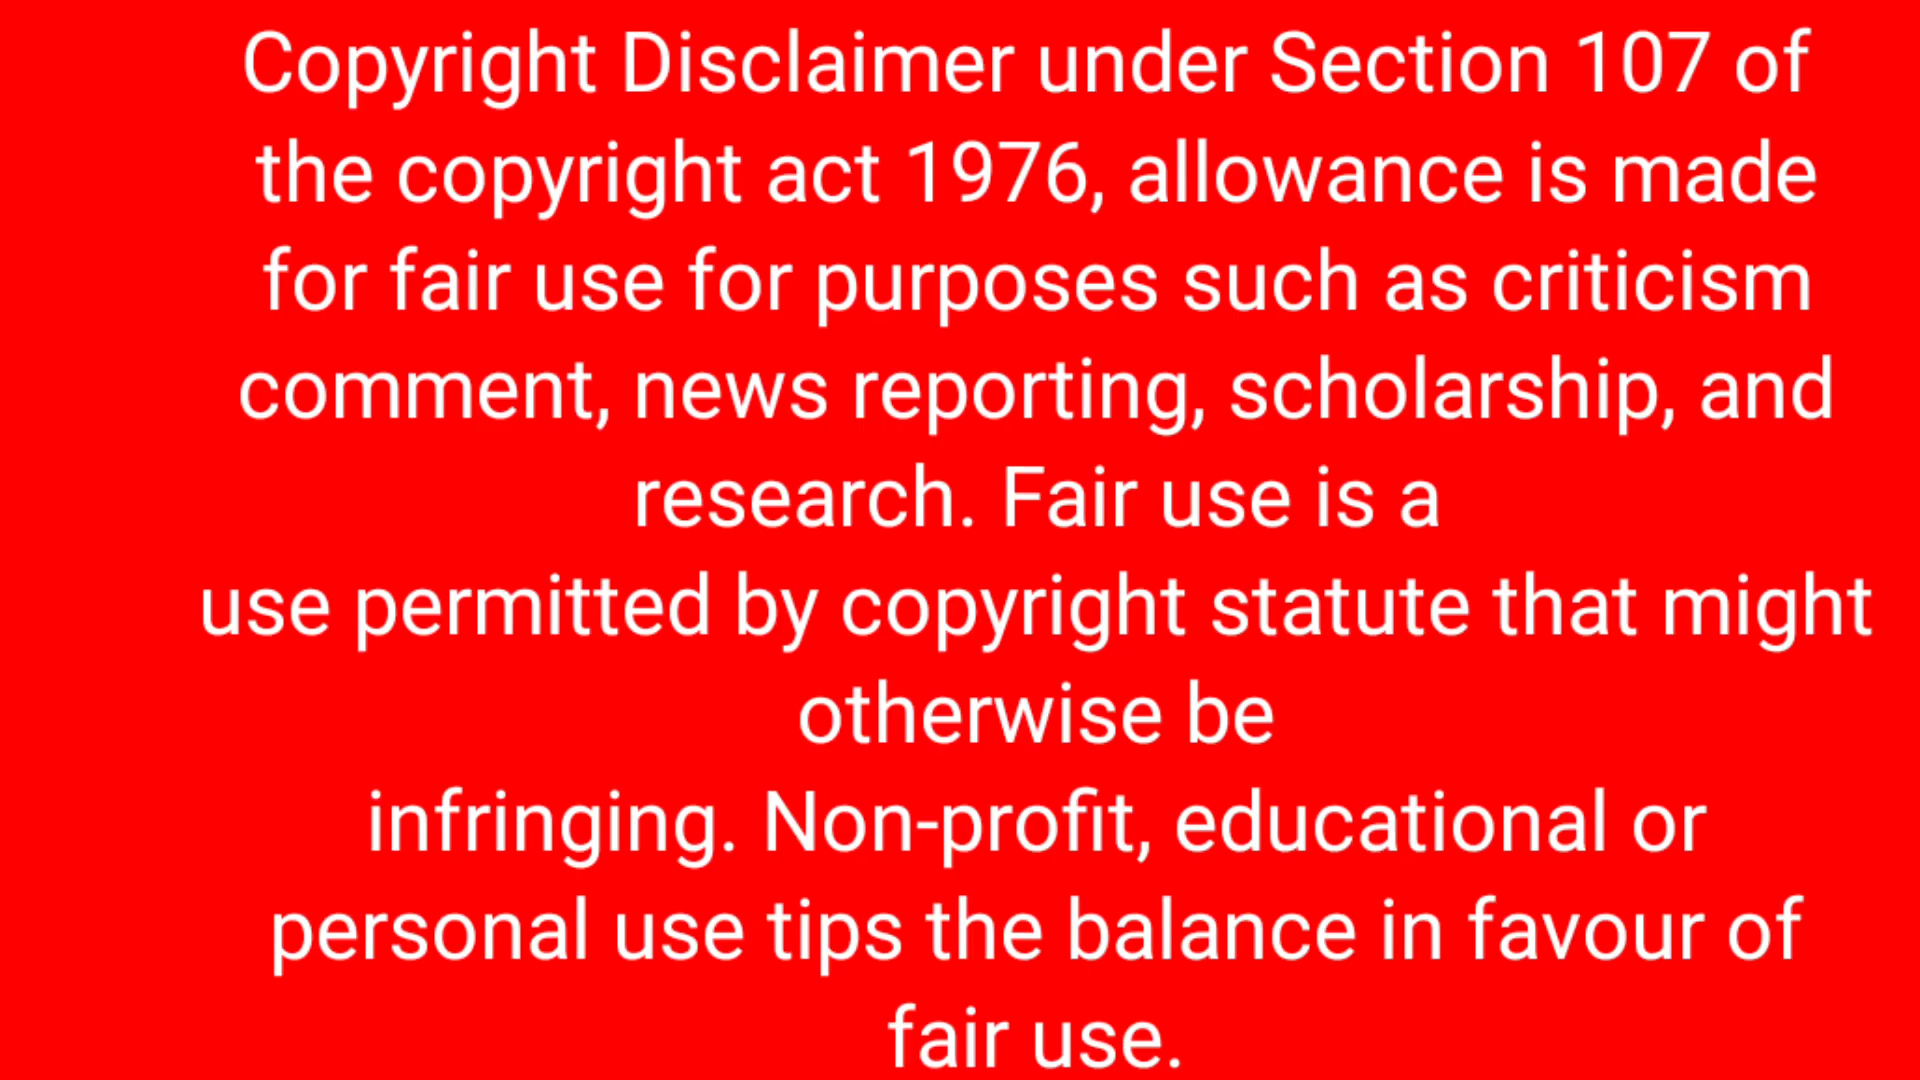 Copyright Disclaimer under Section 107 of
the copyright act 1976, allowance is made
for fair use for purposes such as criticism
comment, news reporting, scholarship, and
research. Fair use is a
use permitted by copyright statute that might
otherwise be
infringing. Non-profit, educational or
personal use tips the balance in favour of
fair use.